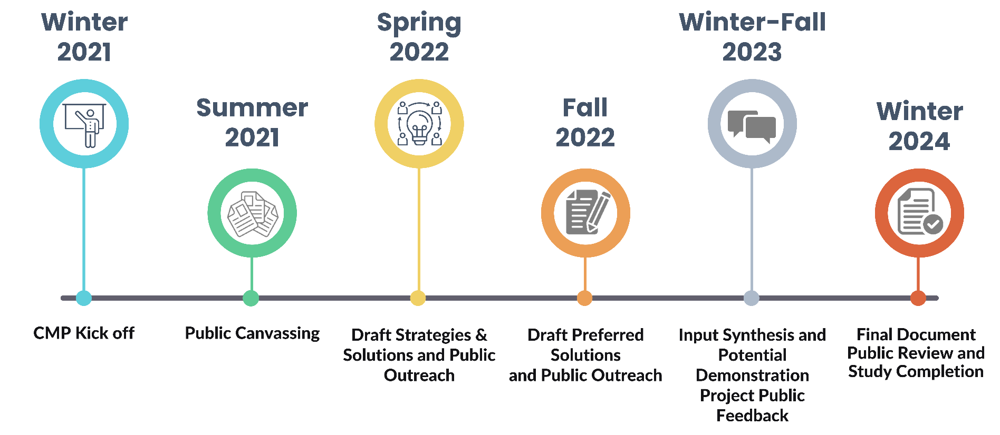 Winter
2021
CMP Kick off
Summer
2021
Public Canvassing
Spring
2022
Draft Strategies &
Solutions and Public
Outreach
Fall
2022
Draft Preferred
Solutions
and Public Outreach
Winter-Fall
2023
Input Synthesis and
Potential
Demonstration
Project Public
Feedback
Winter
2024
Final Document
Public Review and
Study Completion